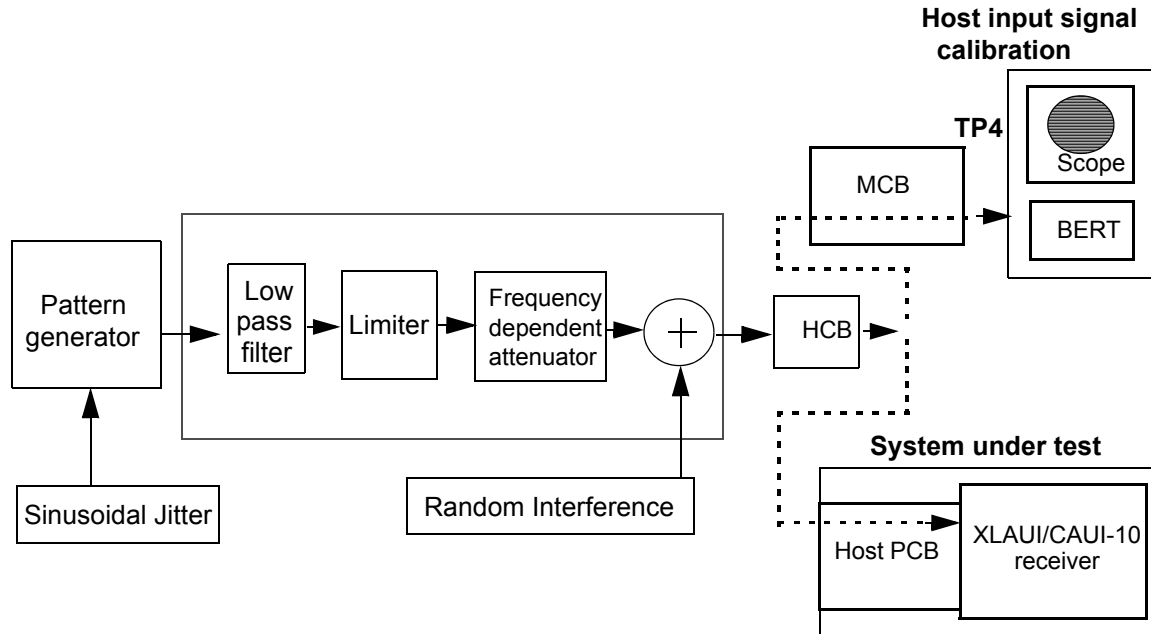 Host input signal
calibration
TP4
Scope
MCB
BERT
Pattern
generator
Low
pass
filter
Limiter
Frequency
dependent
attenuator
+
HCB
System under test
Sinusoidal Jitter
Random Interference
Host PCB
XLAUI/CAUI-10
receiver